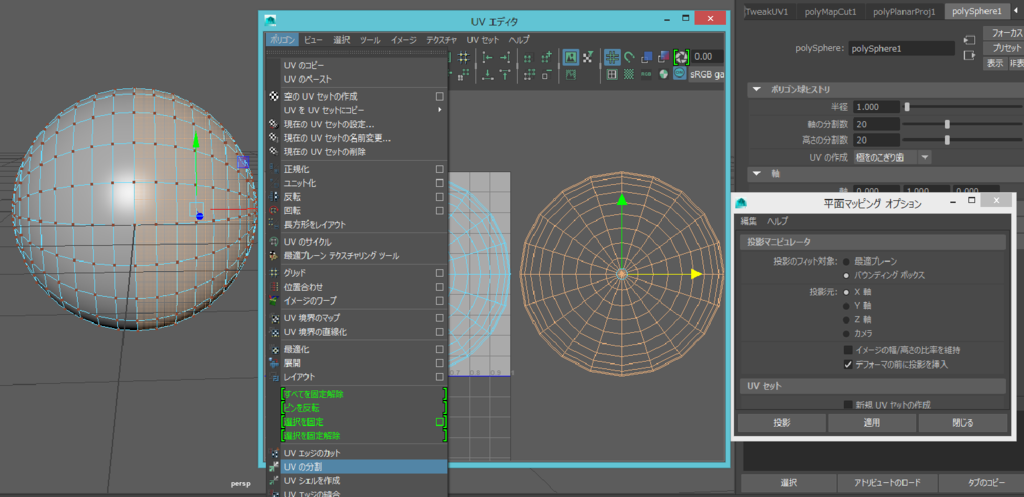 UV エディタ
ポリゴン ビュー 選択 ツール イメージ テクスチャ UV セット ヘルプ
UV のコピー
UV のペースト
空の UV セットの作成
UV を UV セットにコピー
現在の UV セットの設定...
現在の UV セットの名前変更...
現在の UV セットの削除
正規化
ユニット化
反転
回転
長方形をレイアウト
UV のサイクル
最適プレーン テクスチャリング ツール
グリッド
位置合わせ
イメージのワープ
UV 境界のマップ
UV 境界の直線化
最適化
展開
レイアウト
すべてを固定解除
ピンを反転
選択を固定
選択を固定解除
UV エッジのカット
UV の分割
UV シェルを作成
UV エッジの縫合
0.00
sRGB ga
0.7 0.8 0.9 1
persp
TweakUV1 polyMapCut1 polyPlanarProj1 polySphere1
polySphere: polySphere1
フォーカス
プリセット
表示 非表
ポリゴン球ヒストリ
半径 1.000
軸の分割数 20
高さの分割数 20
UV の作成 極をのこぎり歯
軸
軸 0.000 1.000 0.000
平面マッピング オプション
編集 ヘルプ
投影マニピュレータ
投影のフィット対象: 最適プレーン
バウンディング ボックス
投影元: X 軸
Y 軸
Z 軸
カメラ
イメージの幅/高さの比率を維持
デフォーマの前に投影を挿入
UV セット
新規 UV セットの作成
投影 適用 閉じる
選択 アトリビュートのロード タブのコピー